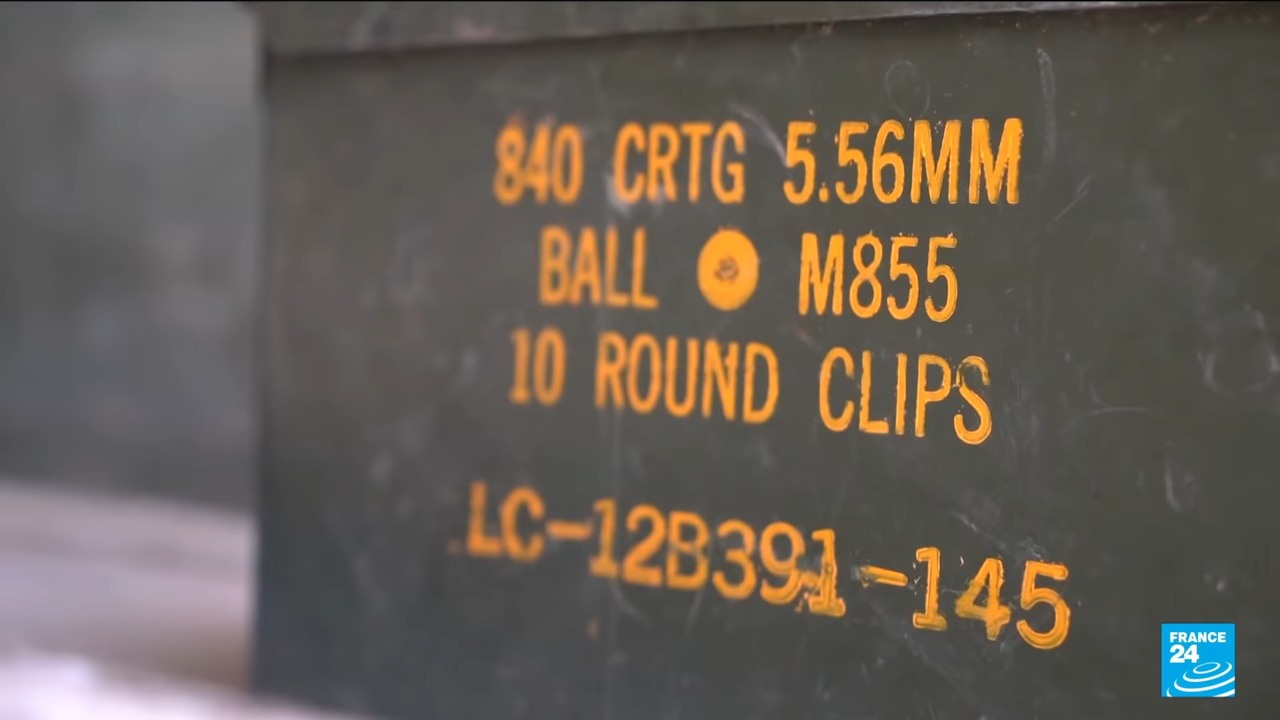 840 CRTG 5.56MM
BALL M855
10 ROUND CLIPS
LC-12B391-145
FRANCE
24